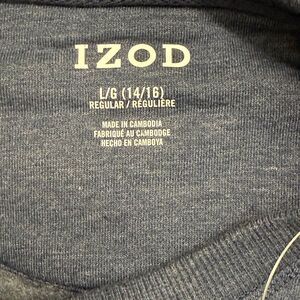 IZOD
L/G (14/16)
REGULAR / RÉGULIÈRE
MADE IN CAMBODIA
FABRIQUÉ AU CAMBODGE
HECHO EN CAMBOYA